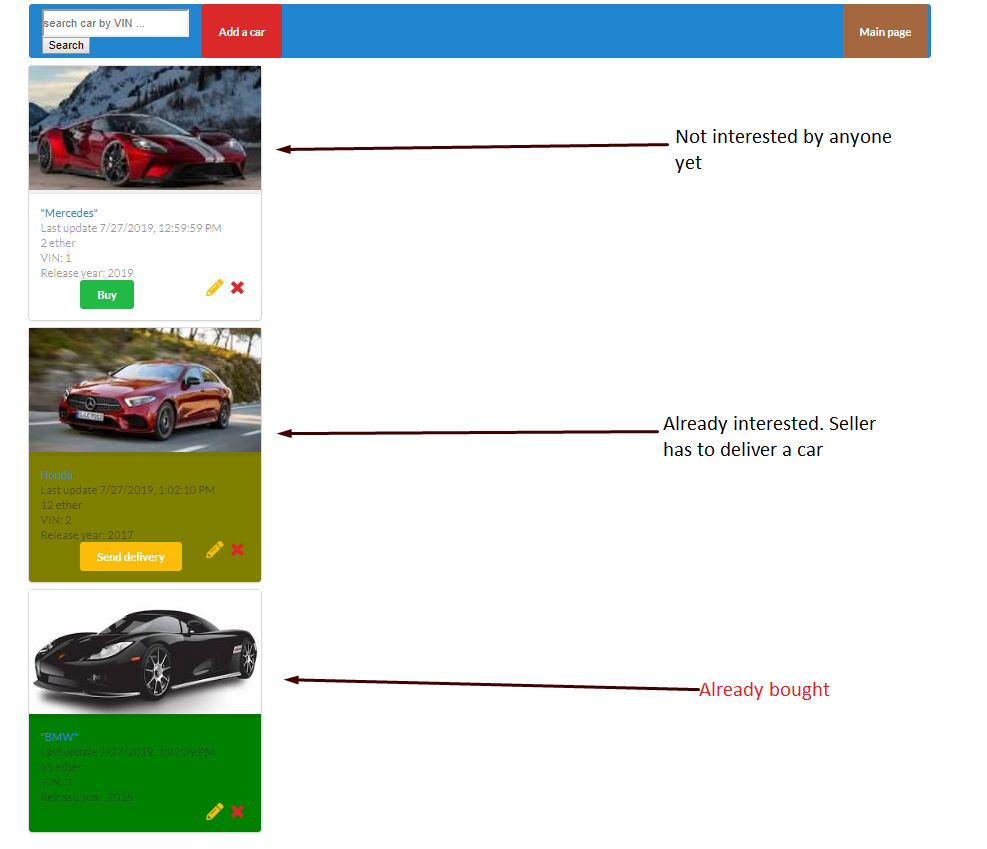 search car by VIN ...
Search
Add a car
Main page
Not interested by anyone
yet
"Mercedes"
Last update 7/27/2019, 12:59:59 PM
2 ether
VIN: 1
Release year: 2019
Buy
Already interested. Seller
has to deliver a car
Honda
Last update 7/27/2019, 1:02:10 PM
12 ether
VIN: 2
Release year: 2017
Send delivery
Already bought
"BMW"
Last update 7/27/2019, 1:02:39 PM
11 ether
VIN: 3
Release year: 2015